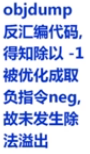 objdump
反汇编代码,
得知除以 -1
被优化成取
负指令neg,
故未发生除
法溢出